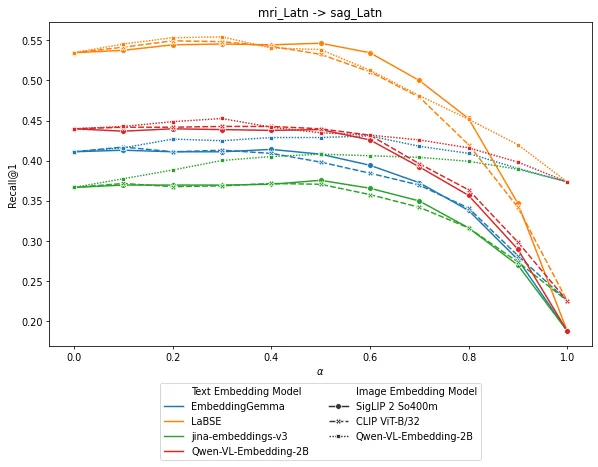 mri_Latn -> sag_Latn
Recall@1
0.55
0.50
0.45
0.40
0.35
0.30
0.25
0.20
0.0 0.2 0.4 0.6 0.8 1.0
α
Text Embedding Model Image Embedding Model
EmbeddingGemma SigLIP 2 So400m
LaBSE CLIP ViT-B/32
jina-embeddings-v3 Qwen-VL-Embedding-2B
Qwen-VL-Embedding-2B